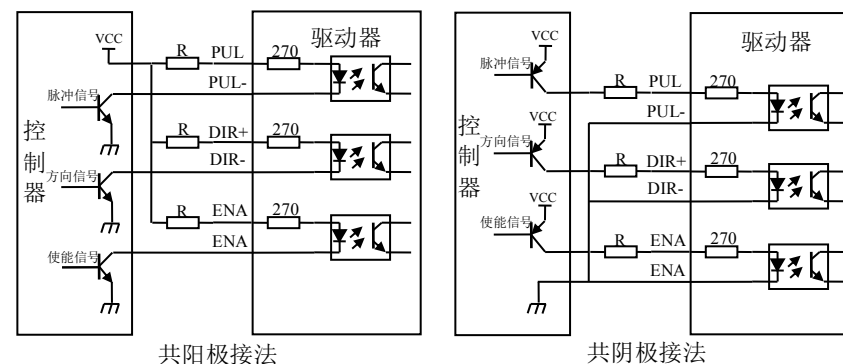 VCC
R
PUL
270
驱动器
PUL-
脉冲信号
控制器
R
DIR+
270
DIR-
方向信号
R
ENA
270
ENA
使能信号
共阳极接法
VCC
驱动器
脉冲信号
R
PUL
270
PUL-
VCC
控制器
方向信号
R
DIR+
270
DIR-
VCC
使能信号
R
ENA
270
ENA
共阴极接法